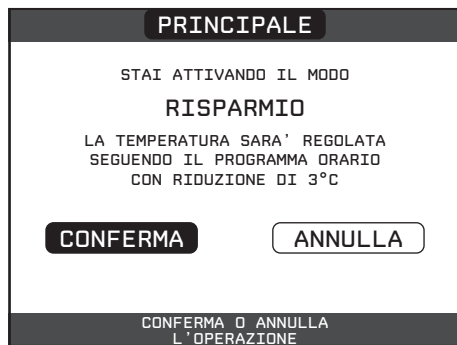 PRINCIPALE
STAI ATTIVANDO IL MODO
RISPARMIO
LA TEMPERATURA SARA' REGOLATA
SEGUENDO IL PROGRAMMA ORARIO
CON RIDUZIONE DI 3°C
CONFERMA
ANNULLA
CONFERMA O ANNULLA
L'OPERAZIONE